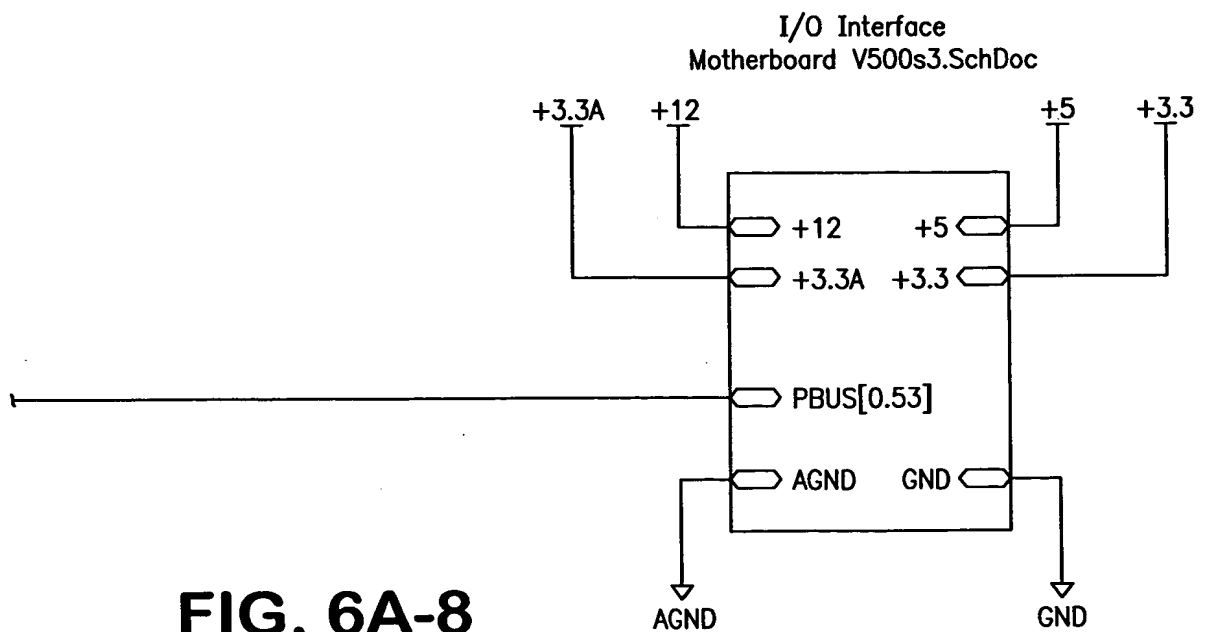 I/O Interface
Motherboard V500s3.SchDoc
+3.3A +12 +5 +3.3
+12 +5
+3.3A +3.3
PBUS[0.53]
AGND GND
AGND GND
FIG. 6A-8